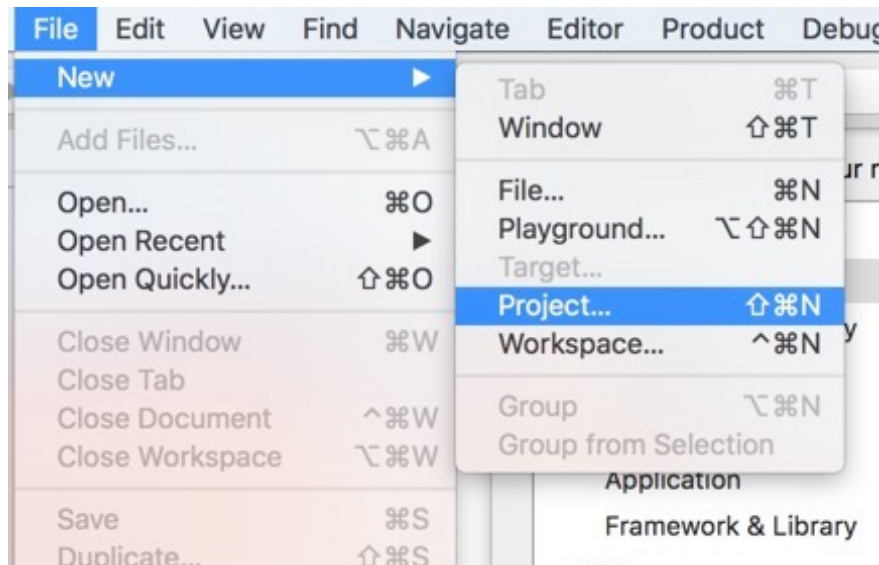 File Edit View Find Navigate Editor Product Debug
New ▶
Add Files... ⌥⌘A
Open... ⌘O
Open Recent ▶
Open Quickly... ⇧⌘O
Close Window ⌘W
Close Tab
Close Document ^⌘W
Close Workspace ⌥⌘W
Save ⌘S
Duplicate... ⇧⌘S
Tab ⌘T
Window ⇧⌘T
File... ⌘N
Playground... ⌥⇧⌘N
Target...
Project... ⇧⌘N
Workspace... ^⌘N
Group ⌥⌘N
Group from Selection
Application
Framework & Library